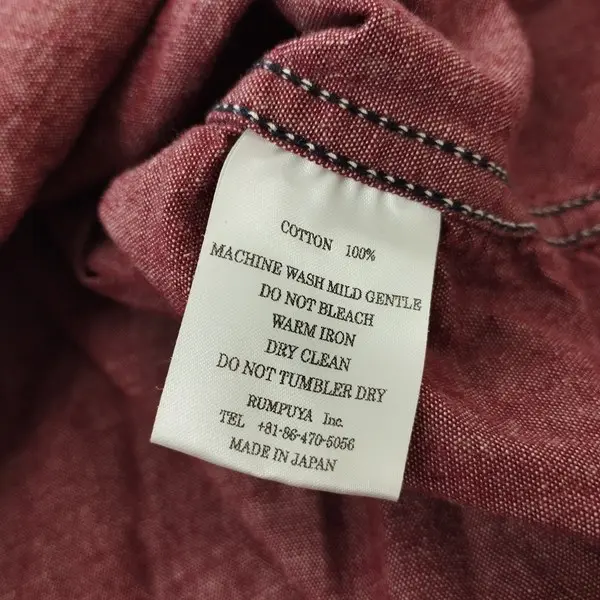 COTTON 100%
MACHINE WASH MILD GENTLE
DO NOT BLEACH
WARM IRON
DRY CLEAN
DO NOT TUMBLER DRY
RUMPUYA Inc.
TEL +81-86-470-5056
MADE IN JAPAN